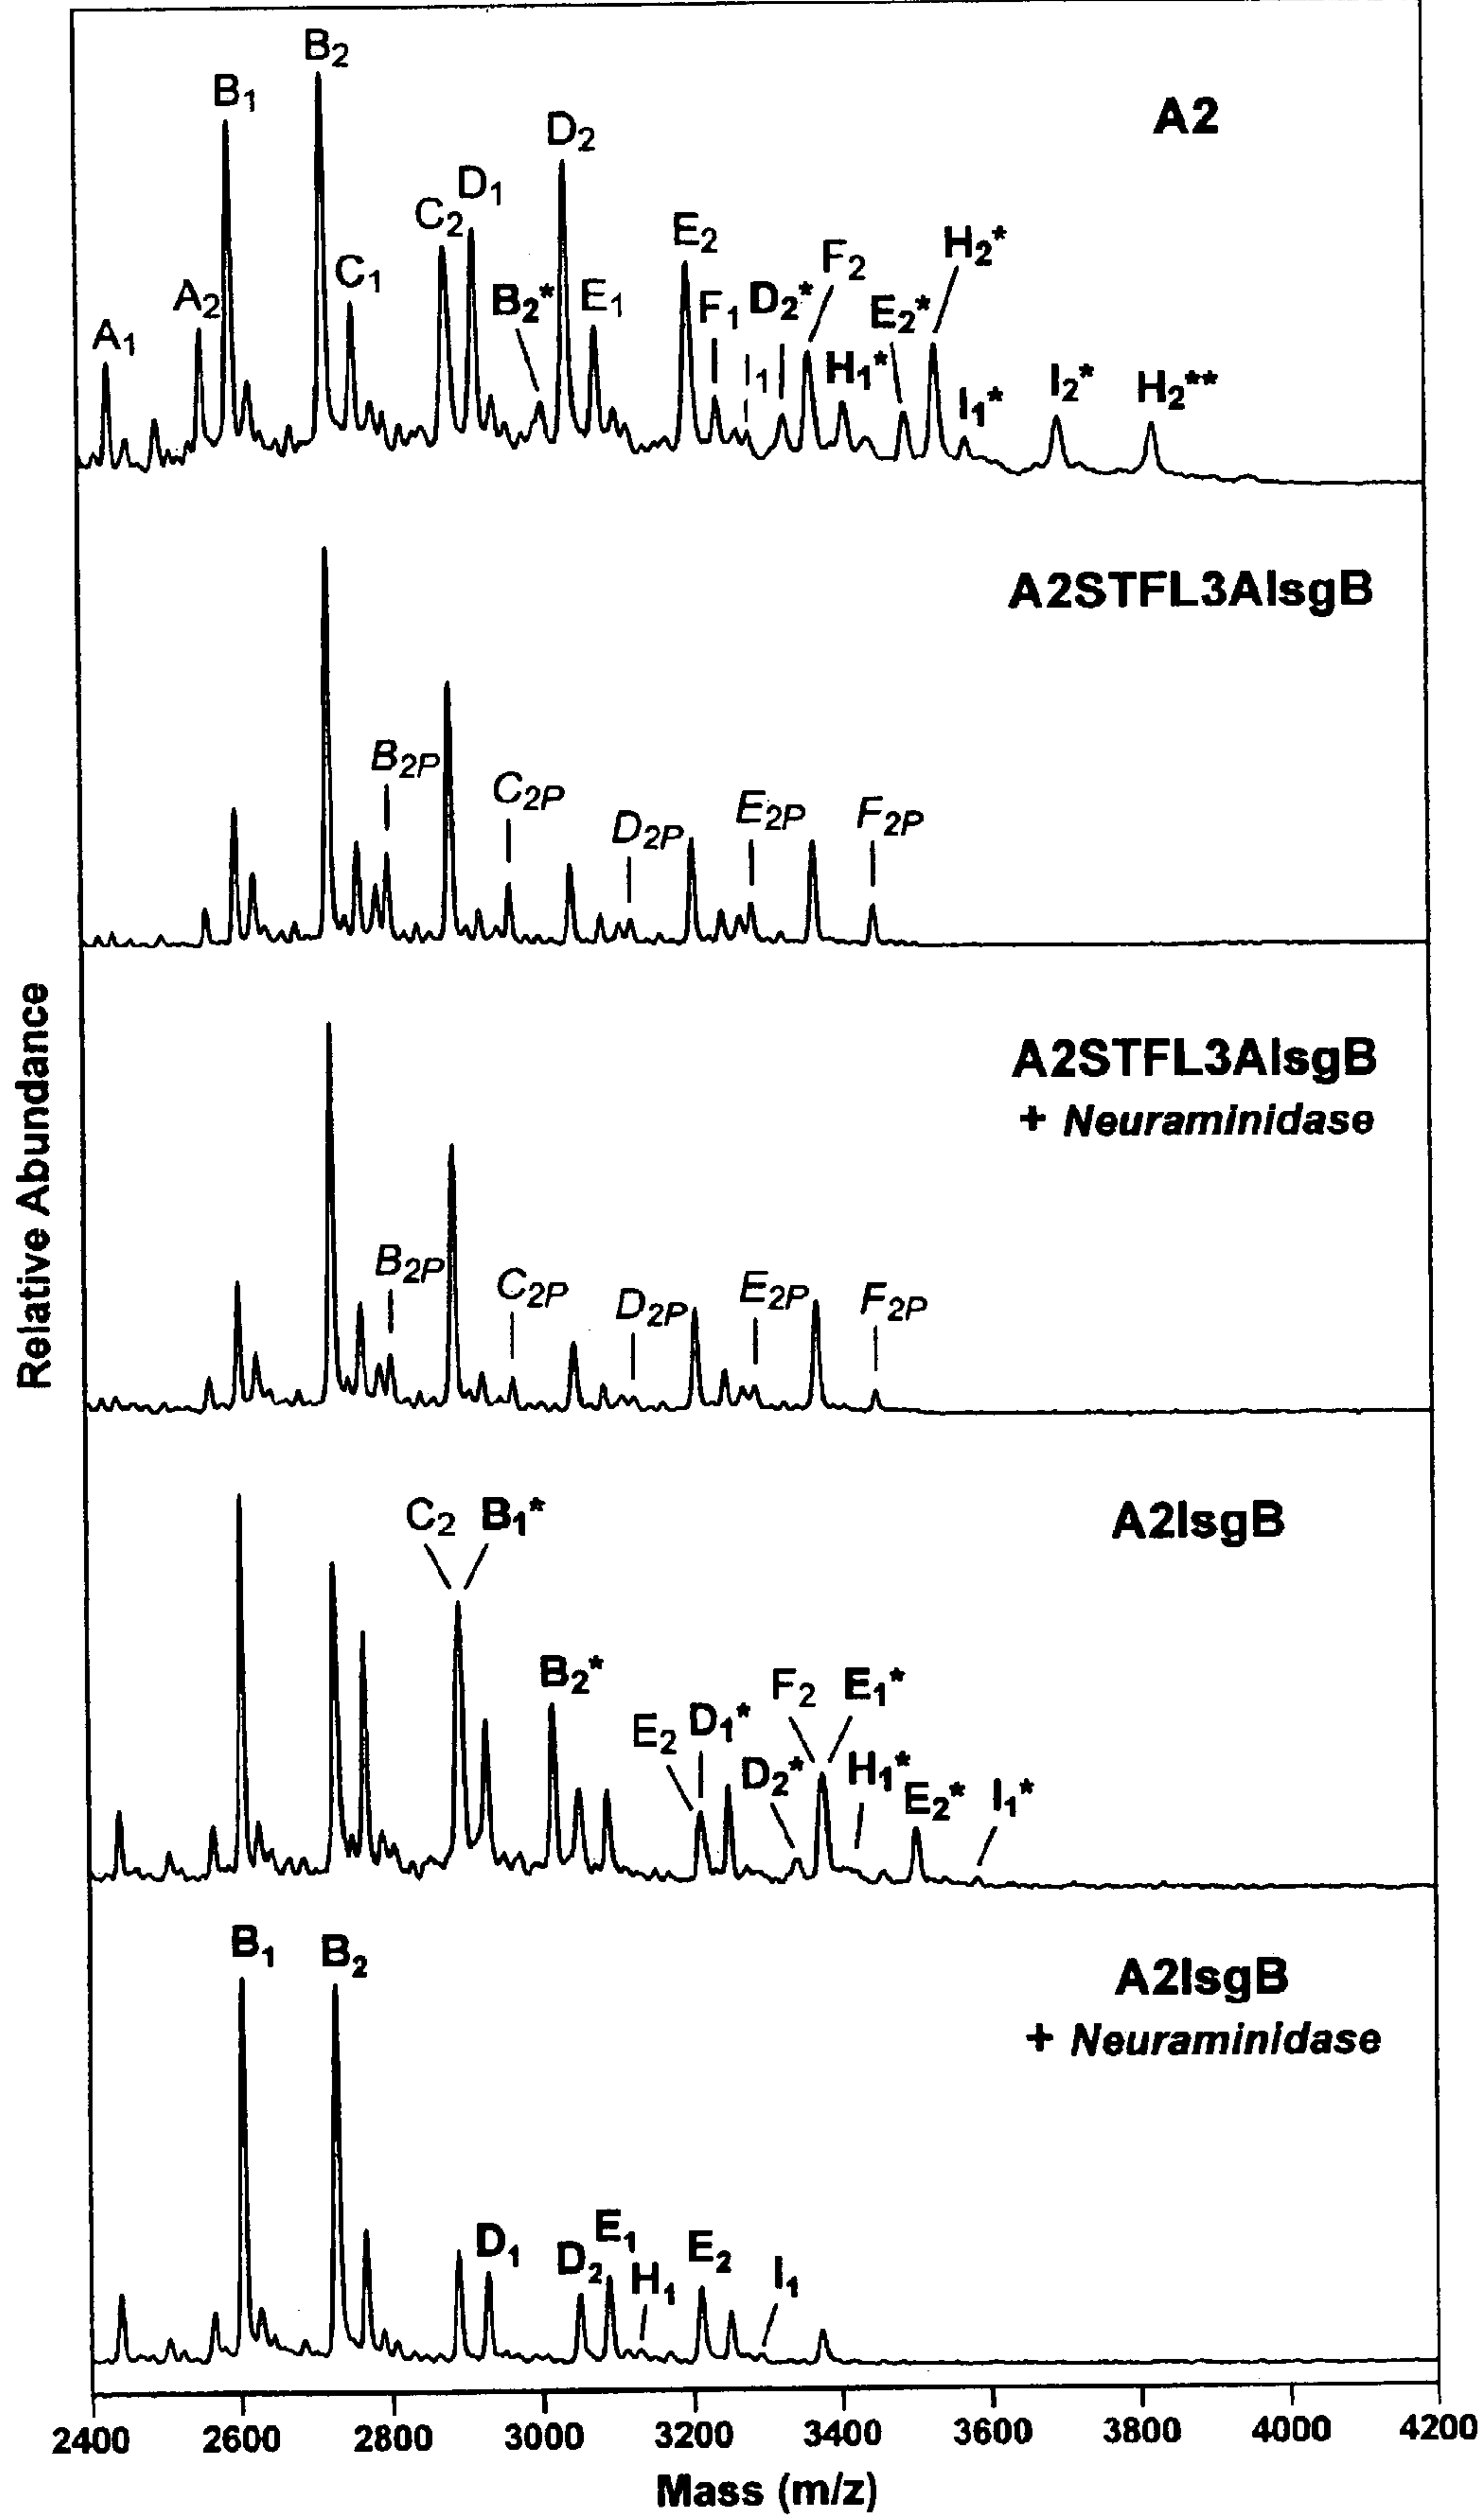 B2
B1
A2
D2
D1
C2
H2*
E2
F2
C1
B2*
E1
F1
D2*
E2*
A2
A1
H1*
1
I1*
I2*
H2**
A2STFL3AlsgB
B2P
C2P
D2P
E2P
F2P
A2STFL3AlsgB
+ Neuraminidase
B2P
C2P
D2P
E2P
F2P
C2 B1*
A2lsgB
B2*
E2
D1*
F2
E1*
D2*
H1*
E2*
I1*
B1
B2
A2lsgB
+ Neuraminidase
D1
D2
E1
H1
E2
I1
Relative Abundance
2400 2600 2800 3000 3200 3400 3600 3800 4000 4200
Mass (m/z)